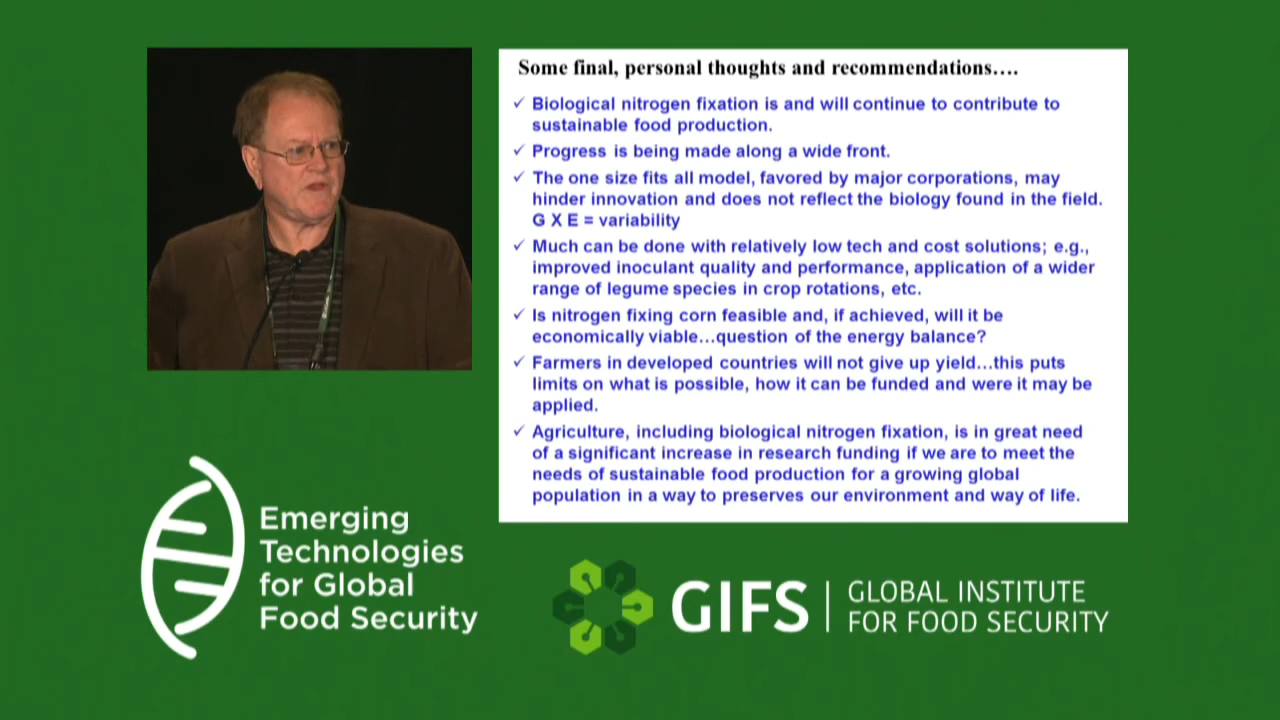 Some final, personal thoughts and recommendations….
✓ Biological nitrogen fixation is and will continue to contribute to
sustainable food production.
✓ Progress is being made along a wide front.
✓ The one size fits all model, favored by major corporations, may
hinder innovation and does not reflect the biology found in the field.
G X E = variability
✓ Much can be done with relatively low tech and cost solutions; e.g.,
improved inoculant quality and performance, application of a wider
range of legume species in crop rotations, etc.
✓ Is nitrogen fixing corn feasible and, if achieved, will it be
economically viable…question of the energy balance?
✓ Farmers in developed countries will not give up yield…this puts
limits on what is possible, how it can be funded and were it may be
applied.
✓ Agriculture, including biological nitrogen fixation, is in great need
of a significant increase in research funding if we are to meet the
needs of sustainable food production for a growing global
population in a way to preserves our environment and way of life.
Emerging
Technologies
for Global
Food Security
GIFS
GLOBAL INSTITUTE
FOR FOOD SECURITY